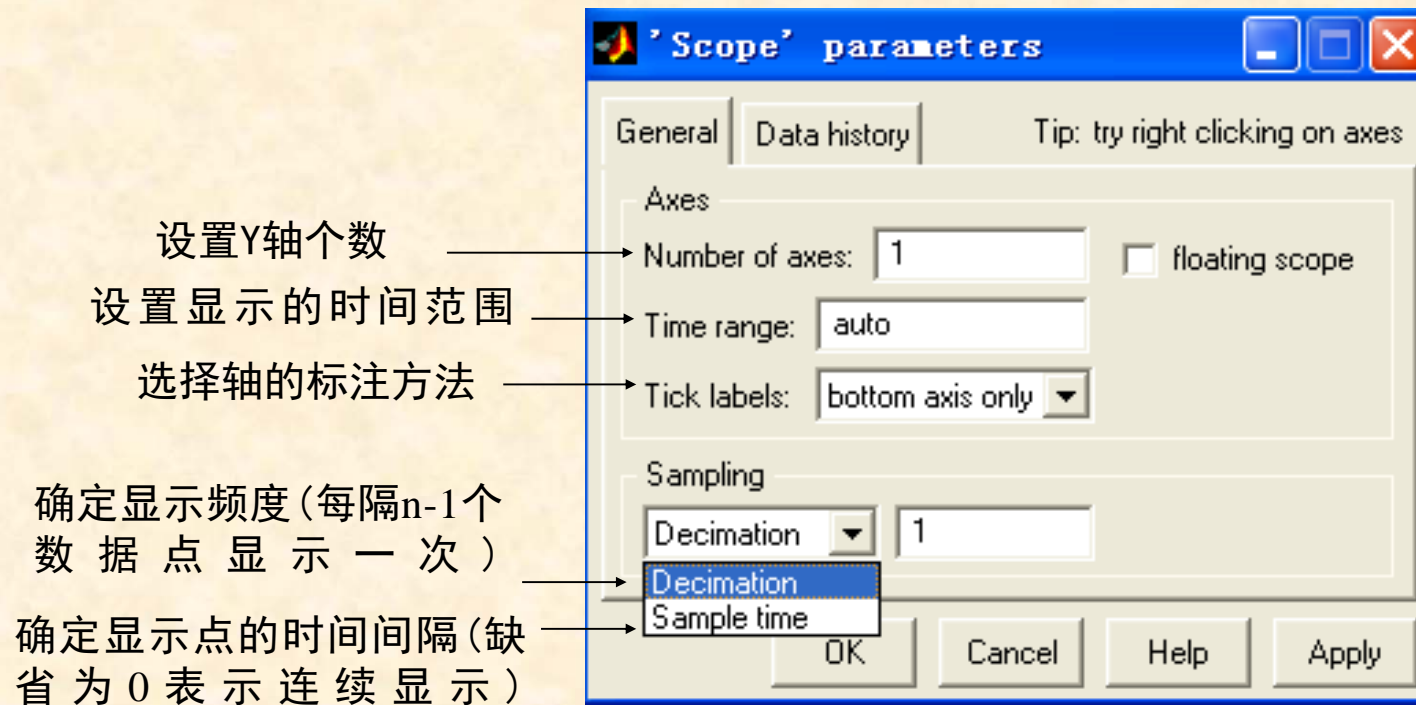 'Scope' parameters
General
Data history
Tip: try right clicking on axes
Axes
设置Y轴个数
Number of axes:
1
floating scope
设置显示的时间范围
Time range:
auto
选择轴的标注方法
Tick labels:
bottom axis only
Sampling
确定显示频度(每隔n-1个
数据点显示一次)
Decimation
1
Decimation
Sample time
确定显示点的时间间隔(缺
省为0表示连续显示)
OK
Cancel
Help
Apply